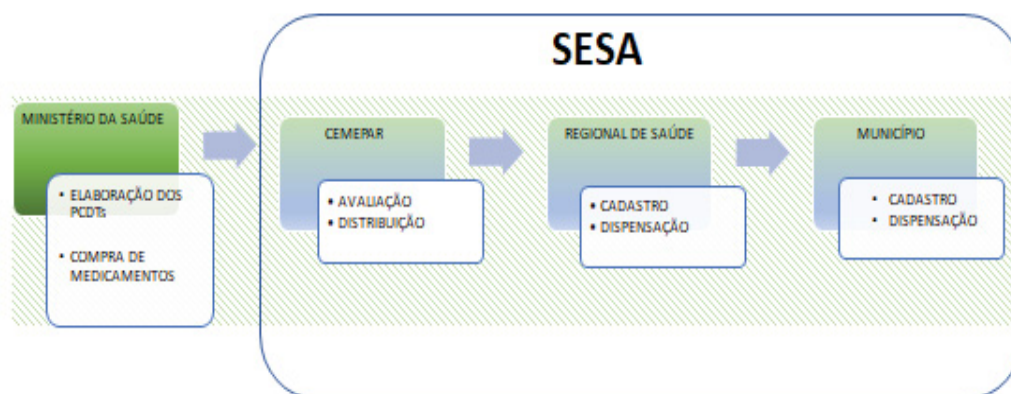 SESA
MINISTÉRIO DA SAÚDE
• ELABORAÇÃO DOS
PCDTs
• COMPRA DE
MEDICAMENTOS
CEMEPAR
• AVALIAÇÃO
• DISTRIBUIÇÃO
REGIONAL DE SAÚDE
• CADASTRO
• DISPENSAÇÃO
MUNICÍPIO
• CADASTRO
• DISPENSAÇÃO